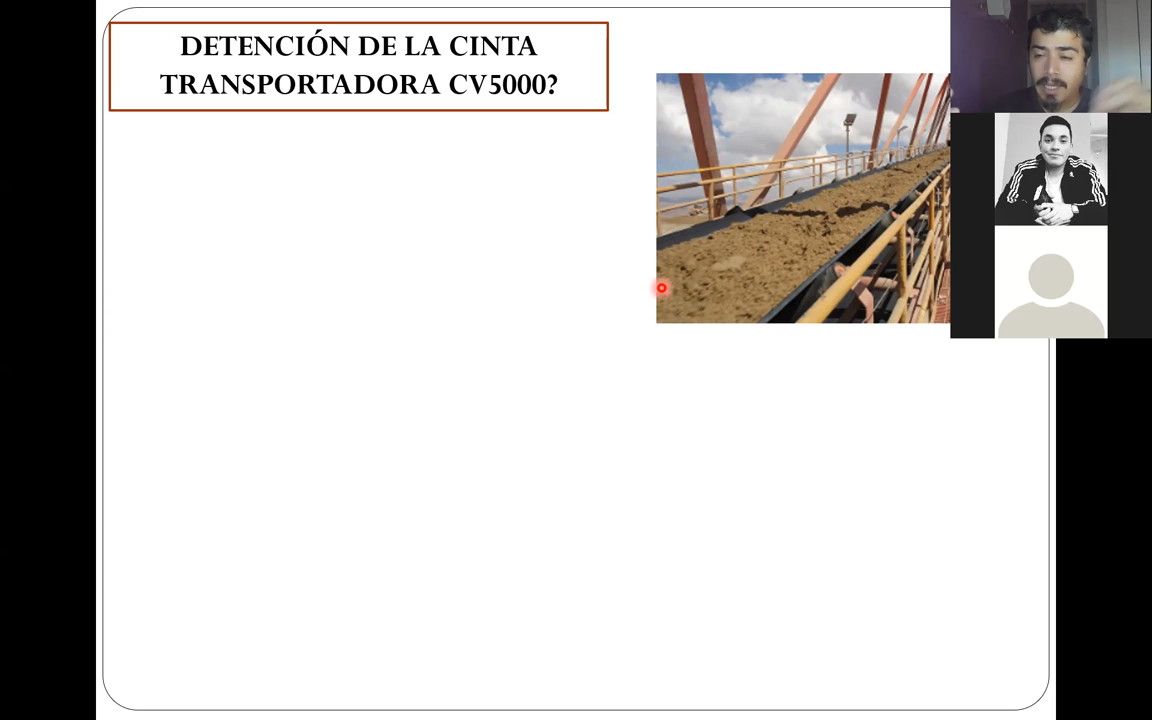 DETENCIÓN DE LA CINTA
TRANSPORTADORA CV5000?